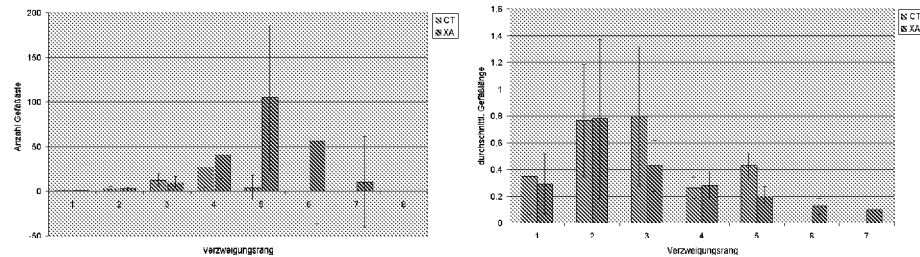 200
150
100
50
0
-50
1 2 3 4 5 6 7 8
Anzahl Gefäßäste
Verzweigungsrang
CT
XA
1.6
1.4
1.2
1
0.8
0.6
0.4
0.2
0
1 2 3 4 5 6 7
durchschnittl. Gefäßlänge
Verzweigungsrang
CT
XA